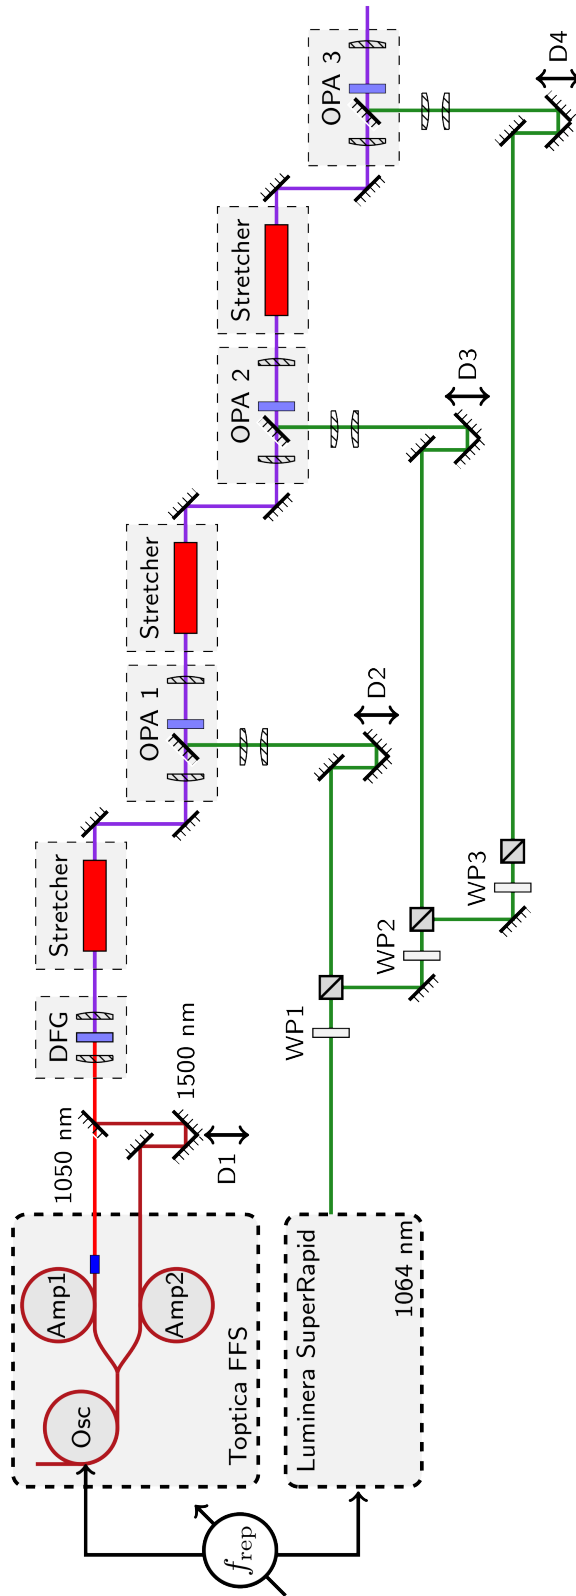 f_rep
Osc
Amp1
Amp2
Toptica FFS
1050 nm
1500 nm
D1
DFG
Stretcher
OPA 1
Stretcher
OPA 2
Stretcher
OPA 3
Luminera SuperRapid
1064 nm
WP1
WP2
WP3
D2
D3
D4